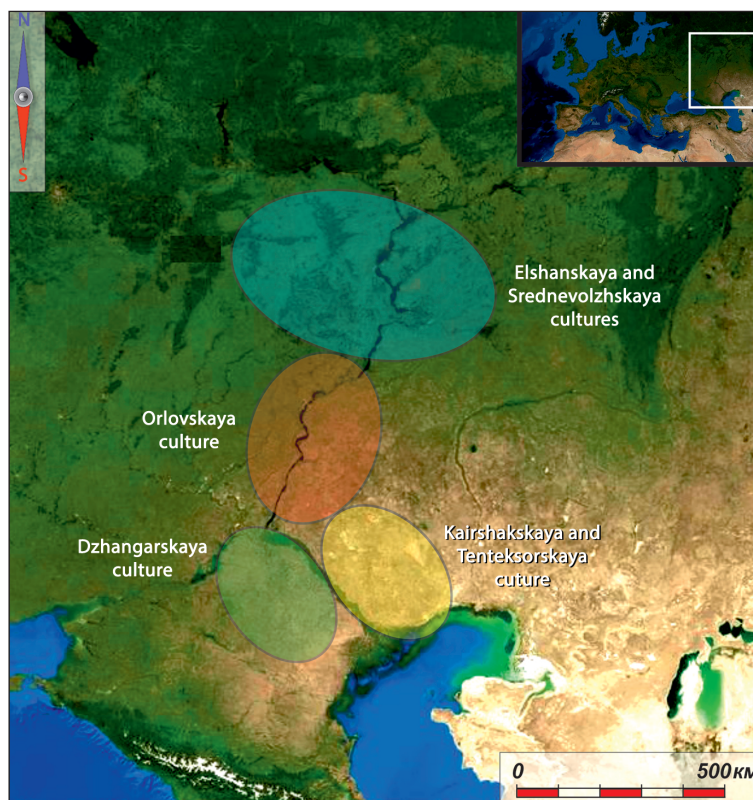 N
S
Elshanskaya and
Srednevolzhskaya
cultures
Orlovskaya
culture
Dzhangarskaya
culture
Kairshakskaya and
Tenteksorskaya
cuture
0 500км